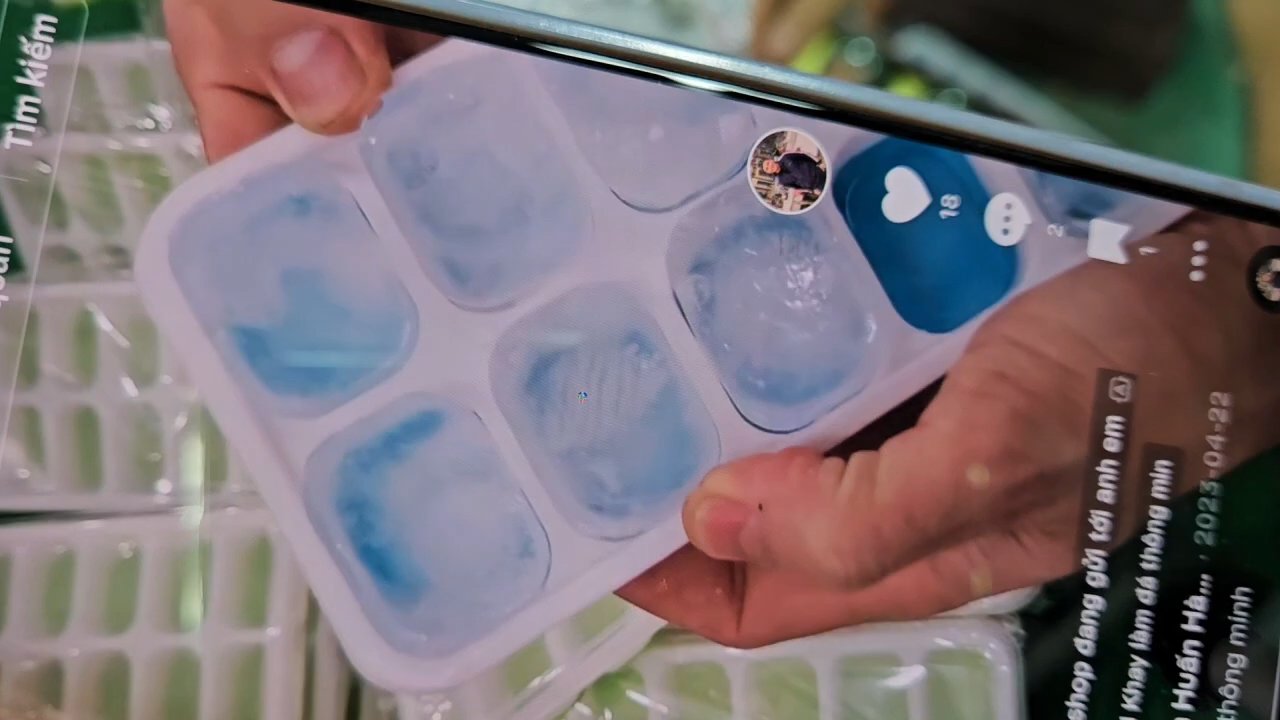 Tìm kiếm
18
2
1
shop đang gửi tới anh em
Khay làm đá thông min
Huấn Hà... · 2023-04-22
thông minh